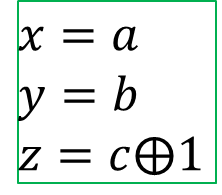 x = a
y = b
z = c⊕1